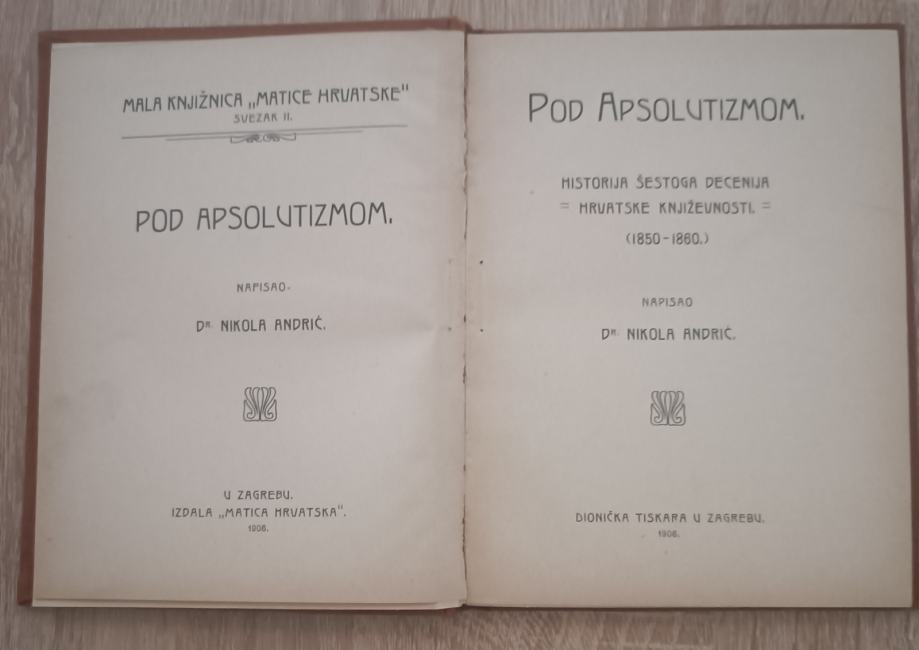 MALA KNJIŽNICA „MATICE HRVATSKE"
SVEZAK II.
POD APSOLUTIZMOM.
NAPISAO
DR. NIKOLA ANDRIĆ.
U ZAGREBU.
IZDALA „MATICA HRVATSKA".
1906.
POD APSOLUTIZMOM.
HISTORIJA ŠESTOGA DECENIJA
= HRVATSKE KNJIŽEVNOSTI. =
(1850-1860.)
NAPISAO
DR. NIKOLA ANDRIĆ.
DIONIČKA TISKARA U ZAGREBU.
1906.